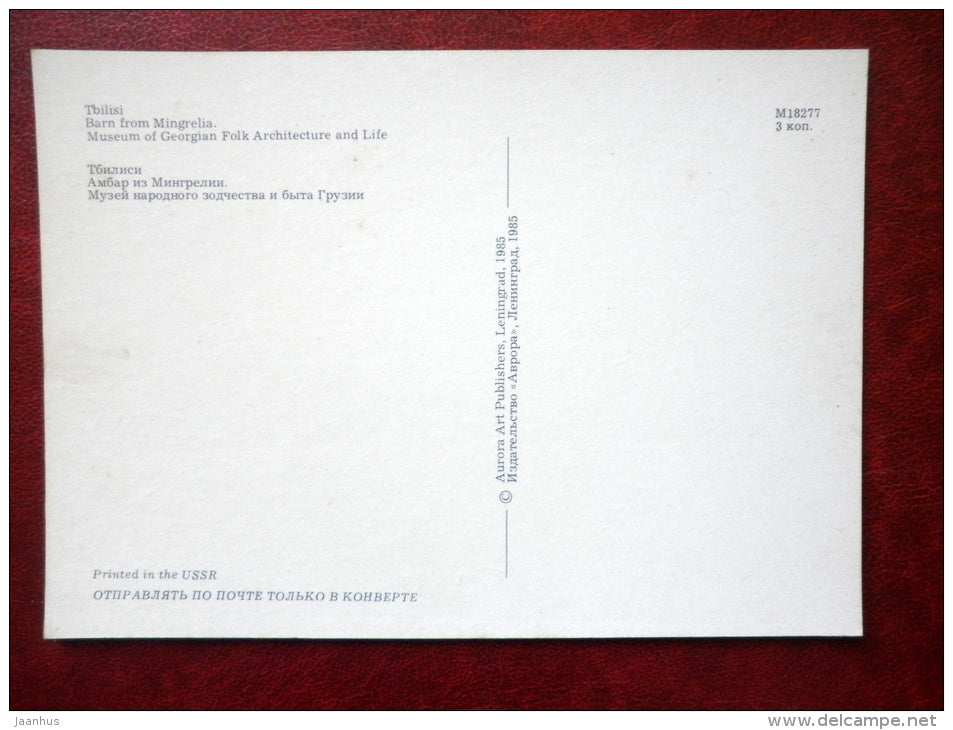 Tbilisi
Barn from Mingrelia.
Museum of Georgian Folk Architecture and Life
Тбилиси
Амбар из Мингрелии.
Музей народного зодчества и быта Грузии
М18277
3 коп.
© Aurora Art Publishers, Leningrad, 1985
Издательство «Аврора», Ленинград, 1985
Printed in the USSR
ОТПРАВЛЯТЬ ПО ПОЧТЕ ТОЛЬКО В КОНВЕРТЕ
jaanhus
www.delcampe.net